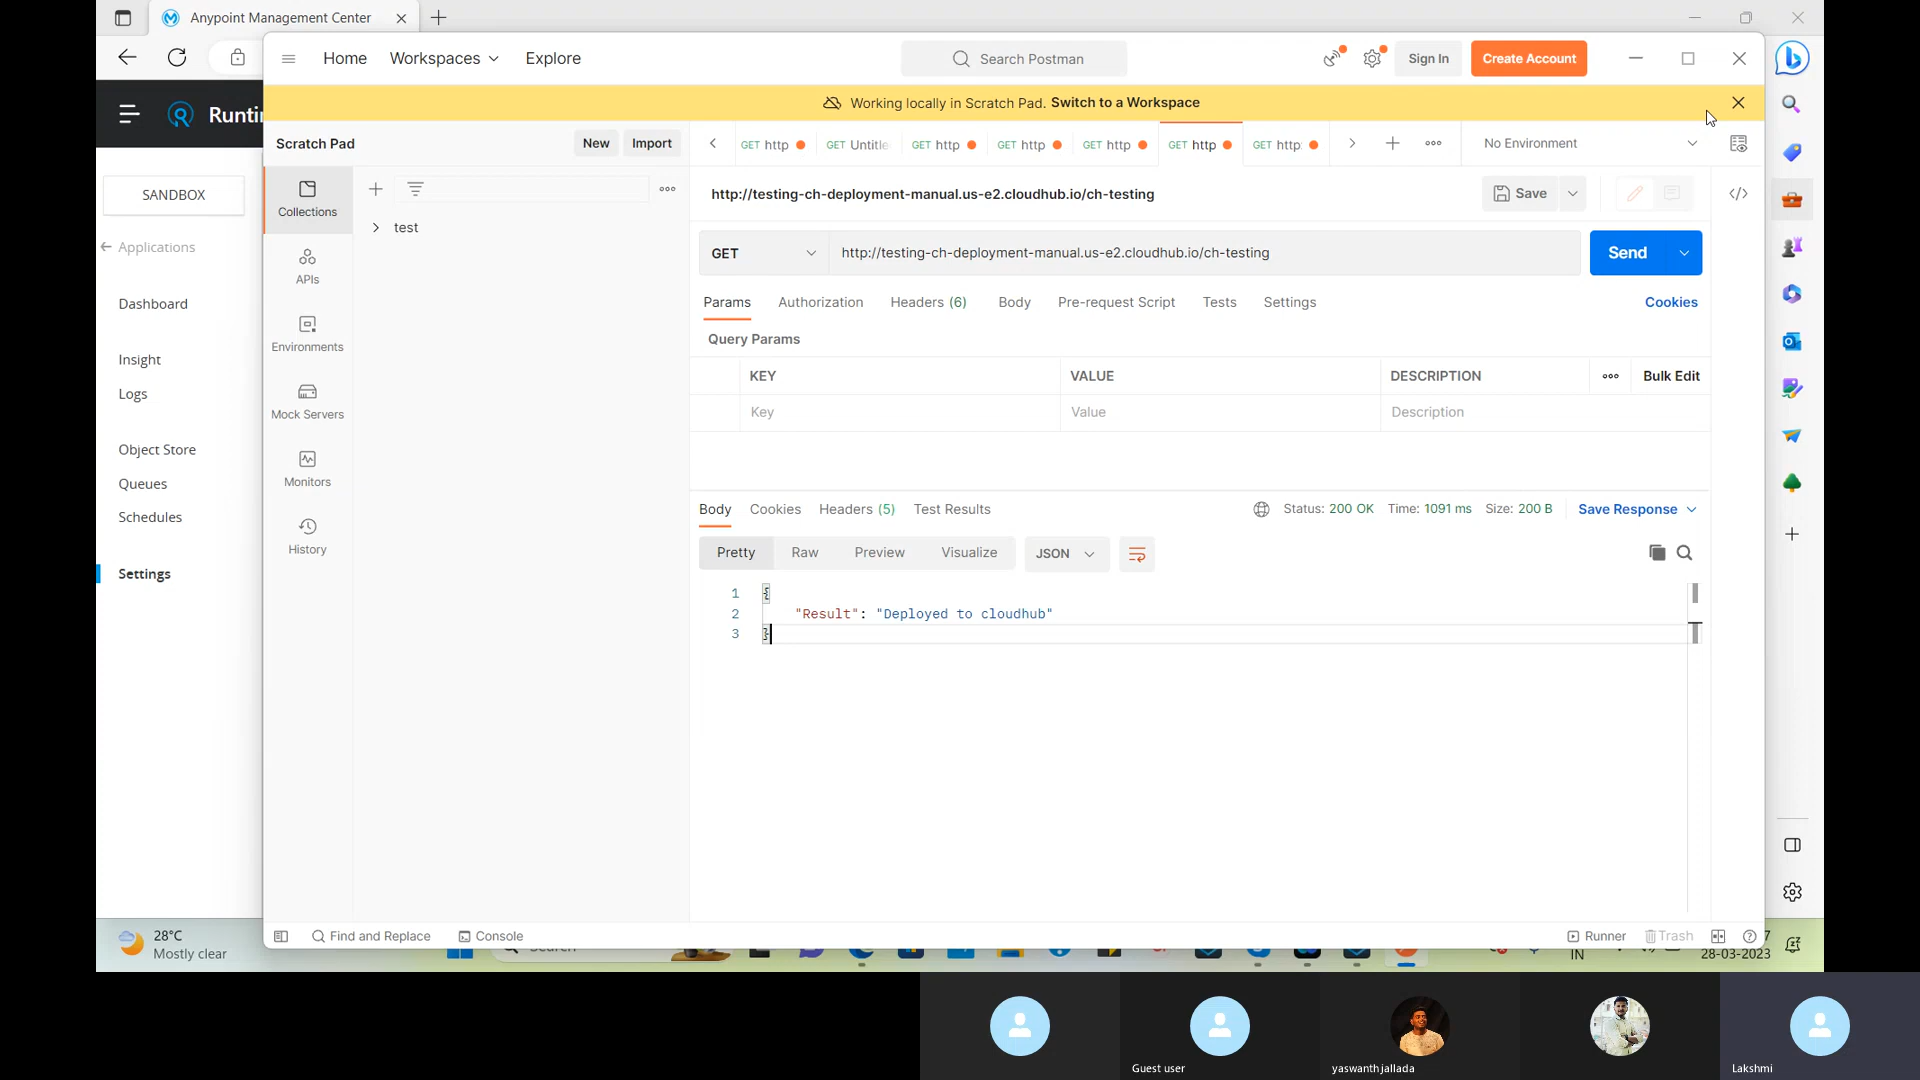 Anypoint Management Center
Home
Workspaces
Explore
Search Postman
Sign In
Create Account
Working locally in Scratch Pad. Switch to a Workspace
Scratch Pad
New
Import
GET http
GET Untitle
GET http
GET http
GET http
GET http
GET http
No Environment
SANDBOX
Applications
Dashboard
Insight
Logs
Object Store
Queues
Schedules
Settings
Collections
APIs
Environments
Mock Servers
Monitors
History
test
http://testing-ch-deployment-manual.us-e2.cloudhub.io/ch-testing
Save
GET
http://testing-ch-deployment-manual.us-e2.cloudhub.io/ch-testing
Send
Params
Authorization
Headers (6)
Body
Pre-request Script
Tests
Settings
Cookies
Query Params
KEY
VALUE
DESCRIPTION
Bulk Edit
Key
Value
Description
Body
Cookies
Headers (5)
Test Results
Status: 200 OK
Time: 1091 ms
Size: 200 B
Save Response
Pretty
Raw
Preview
Visualize
JSON
1 {
2 "Result": "Deployed to cloudhub"
3 }
Find and Replace
Console
Runner
Trash
28°C
Mostly clear
IN
28-03-2023
Guest user
yaswanth jallada
Lakshmi